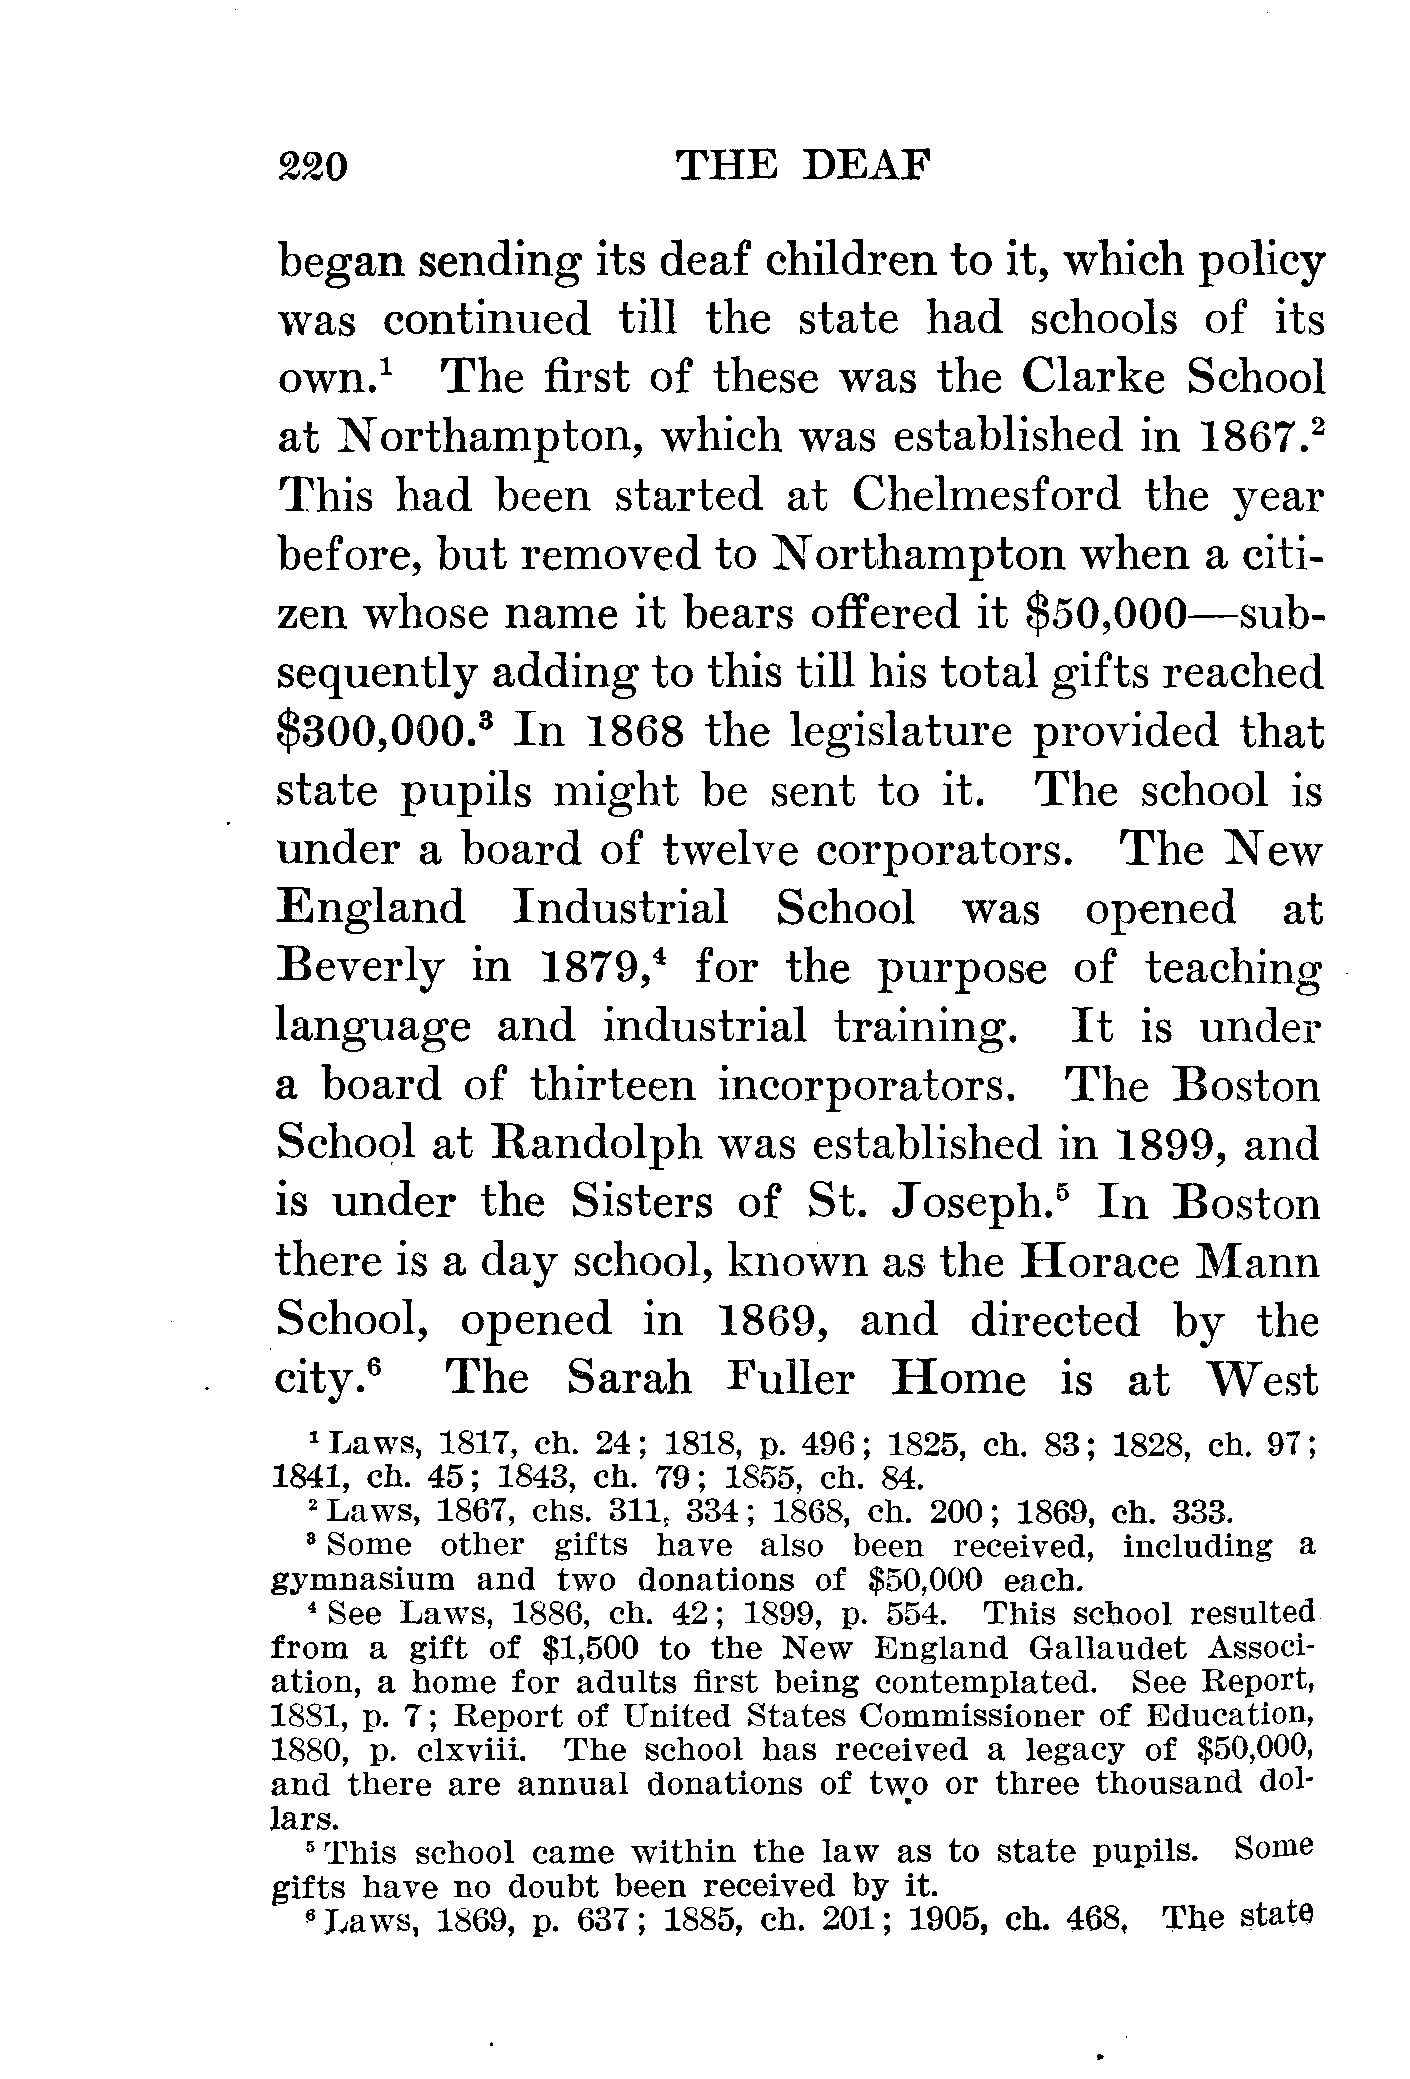 220 THE DEAF
began sending its deaf children to it, which policy
was continued till the state had schools of its
own.¹ The first of these was the Clarke School
at Northampton, which was established in 1867.²
This had been started at Chelmesford the year
before, but removed to Northampton when a citi-
zen whose name it bears offered it $50,000—sub-
sequently adding to this till his total gifts reached
$300,000.³ In 1868 the legislature provided that
state pupils might be sent to it. The school is
under a board of twelve corporators. The New
England Industrial School was opened at
Beverly in 1879,⁴ for the purpose of teaching
language and industrial training. It is under
a board of thirteen incorporators. The Boston
School at Randolph was established in 1899, and
is under the Sisters of St. Joseph.⁵ In Boston
there is a day school, known as the Horace Mann
School, opened in 1869, and directed by the
city.⁶ The Sarah Fuller Home is at West
¹ Laws, 1817, ch. 24; 1818, p. 496; 1825, ch. 83; 1828, ch. 97;
1841, ch. 45; 1843, ch. 79; 1855, ch. 84.
² Laws, 1867, chs. 311, 334; 1868, ch. 200; 1869, ch. 333.
³ Some other gifts have also been received, including a
gymnasium and two donations of $50,000 each.
⁴ See Laws, 1886, ch. 42; 1899, p. 554. This school resulted
from a gift of $1,500 to the New England Gallaudet Associ-
ation, a home for adults first being contemplated. See Report,
1881, p. 7; Report of United States Commissioner of Education,
1880, p. clxviii. The school has received a legacy of $50,000,
and there are annual donations of two or three thousand dol-
lars.
⁵ This school came within the law as to state pupils. Some
gifts have no doubt been received by it.
⁶ Laws, 1869, p. 637; 1885, ch. 201; 1905, ch. 468. The state